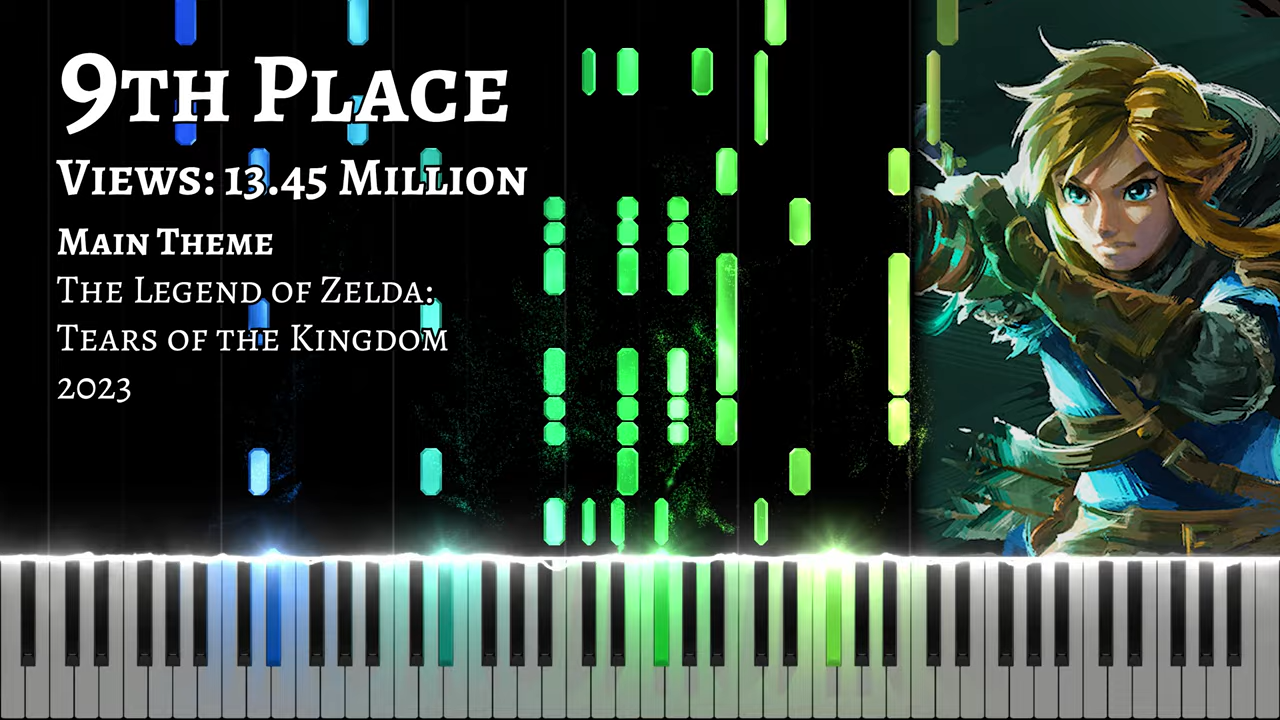 9th Place
Views: 13.45 Million
Main Theme
The Legend of Zelda:
Tears of the Kingdom
2023